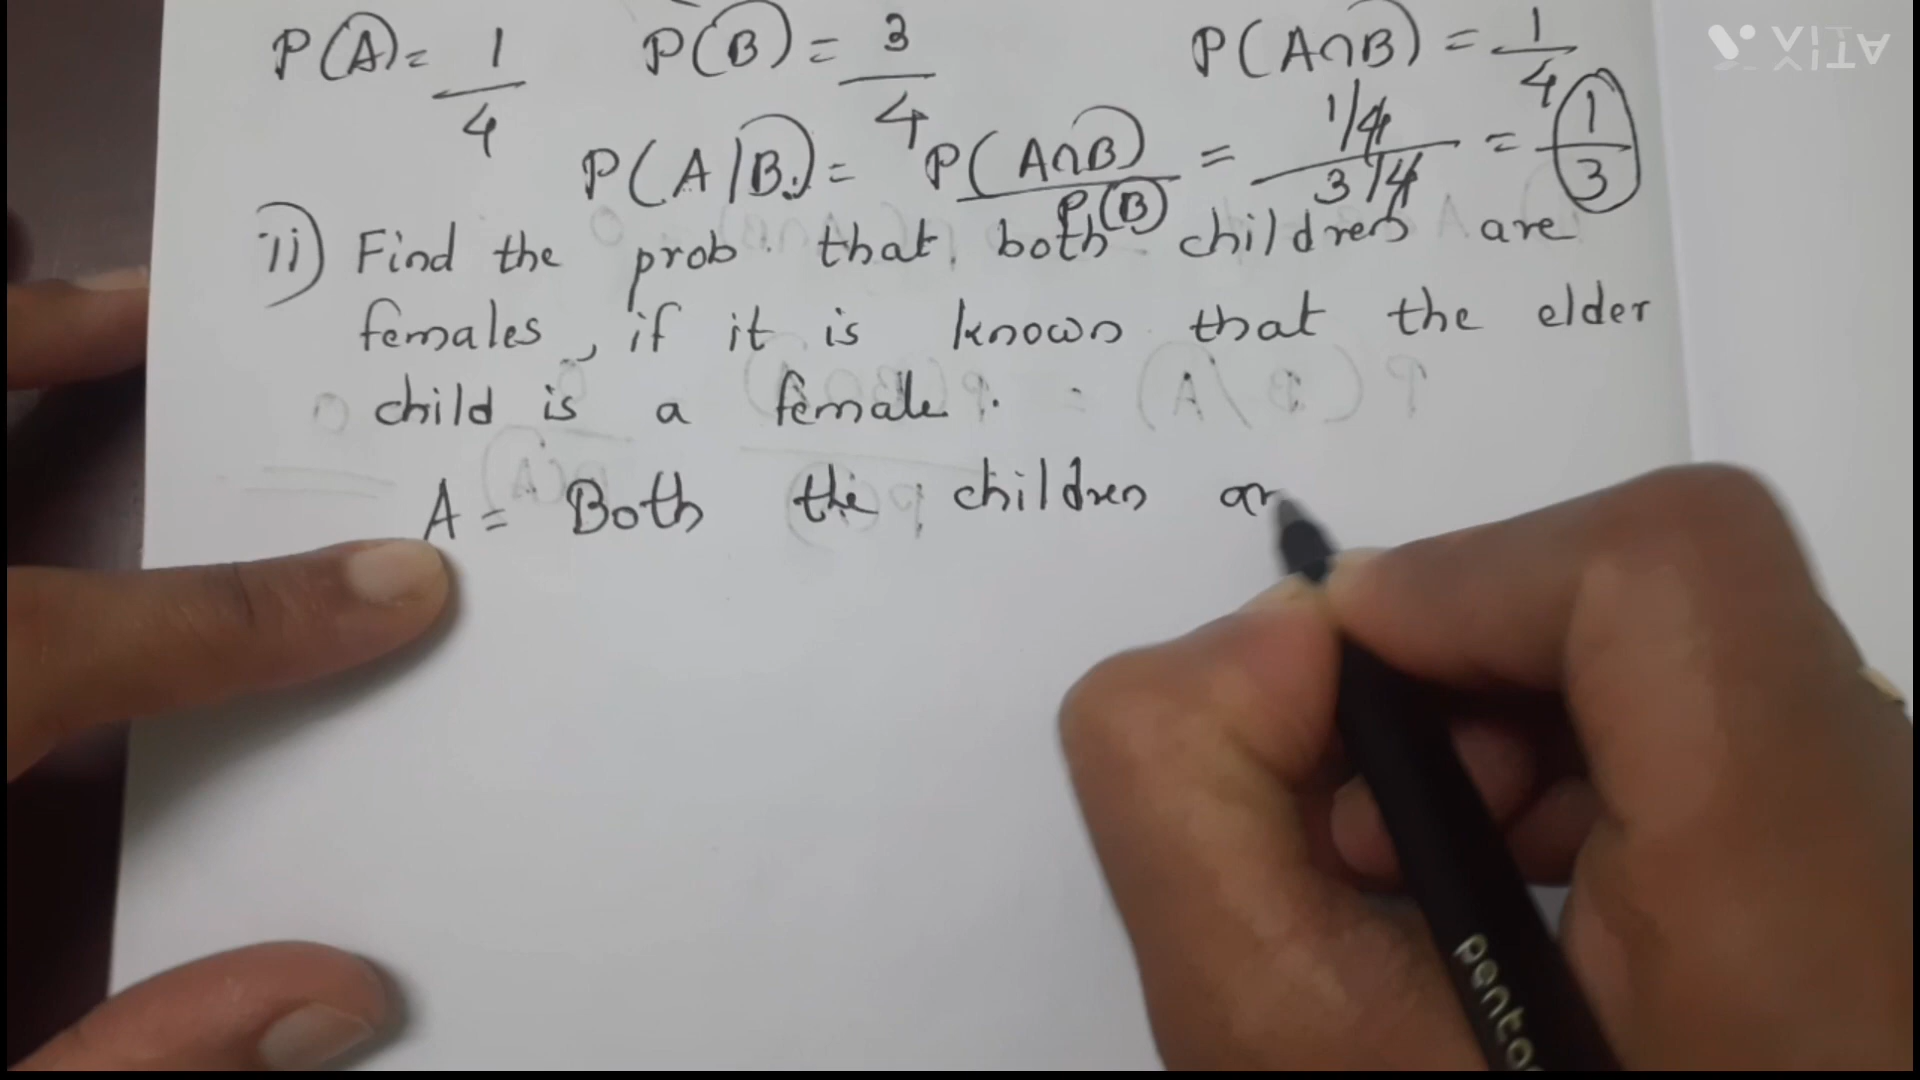 P(A) = 1/4 P(B) = 3/4 P(A∩B) = 1/4
P(A|B) = P(A∩B)/P(B) = 1/4 / 3/4 = 1/3
ii) Find the prob. that both children are
females, if it is known that the elder
child is a female.
A = Both the children ar
pento
VITA